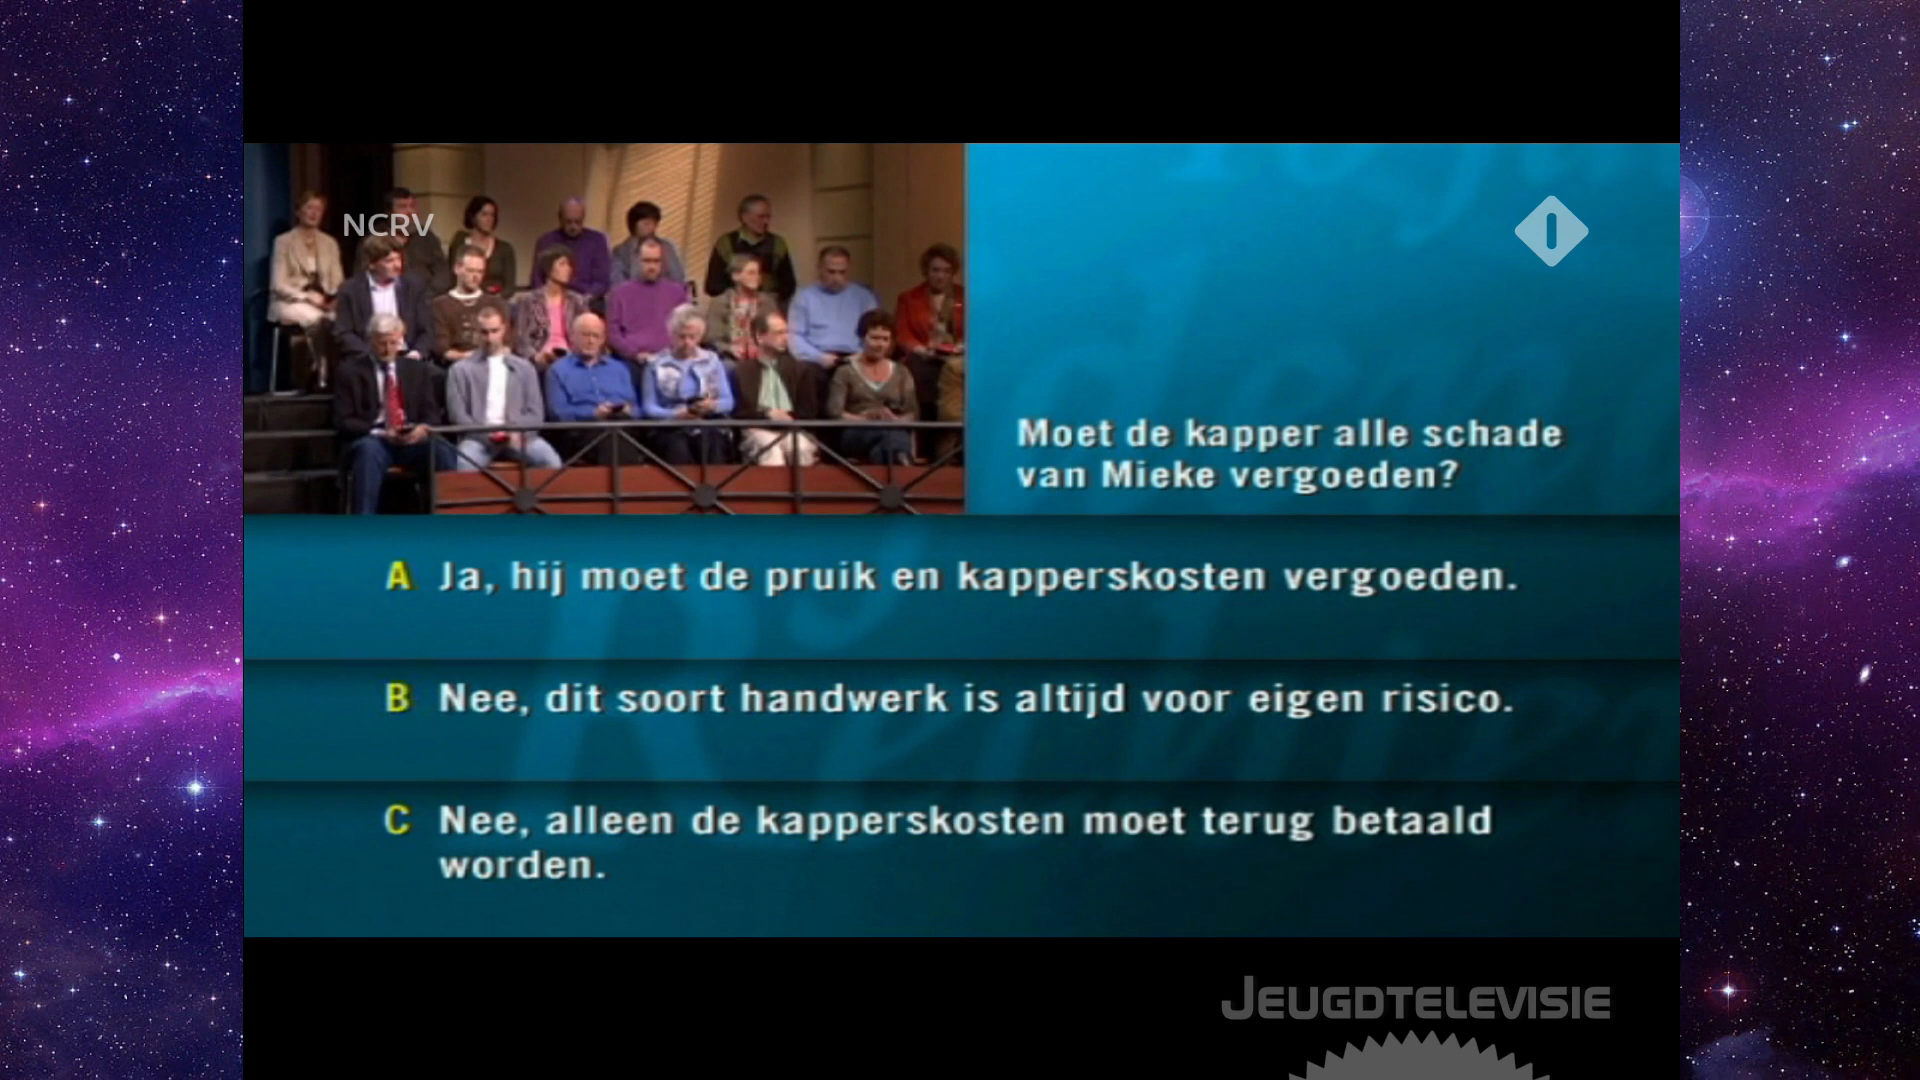 NCRV
Moet de kapper alle schade
van Mieke vergoeden?
A Ja, hij moet de pruik en kapperskosten vergoeden.
B Nee, dit soort handwerk is altijd voor eigen risico.
C Nee, alleen de kapperskosten moet terug betaald
worden.
JEUGDTELEVISIE